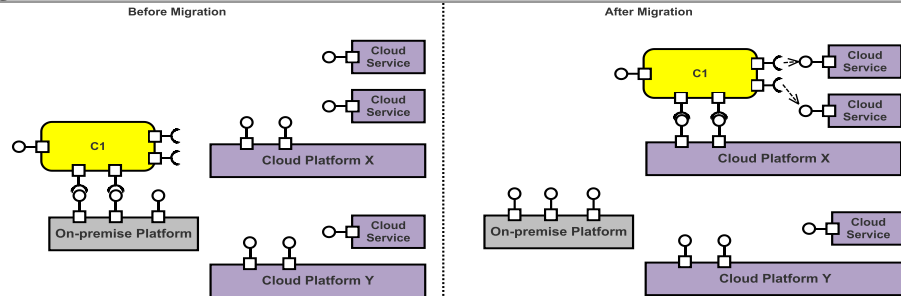 Before Migration
After Migration
Cloud
Service
Cloud
Service
C1
Cloud Platform X
On-premise Platform
Cloud
Service
Cloud Platform Y
C1
Cloud
Service
Cloud
Service
Cloud Platform X
On-premise Platform
Cloud
Service
Cloud Platform Y